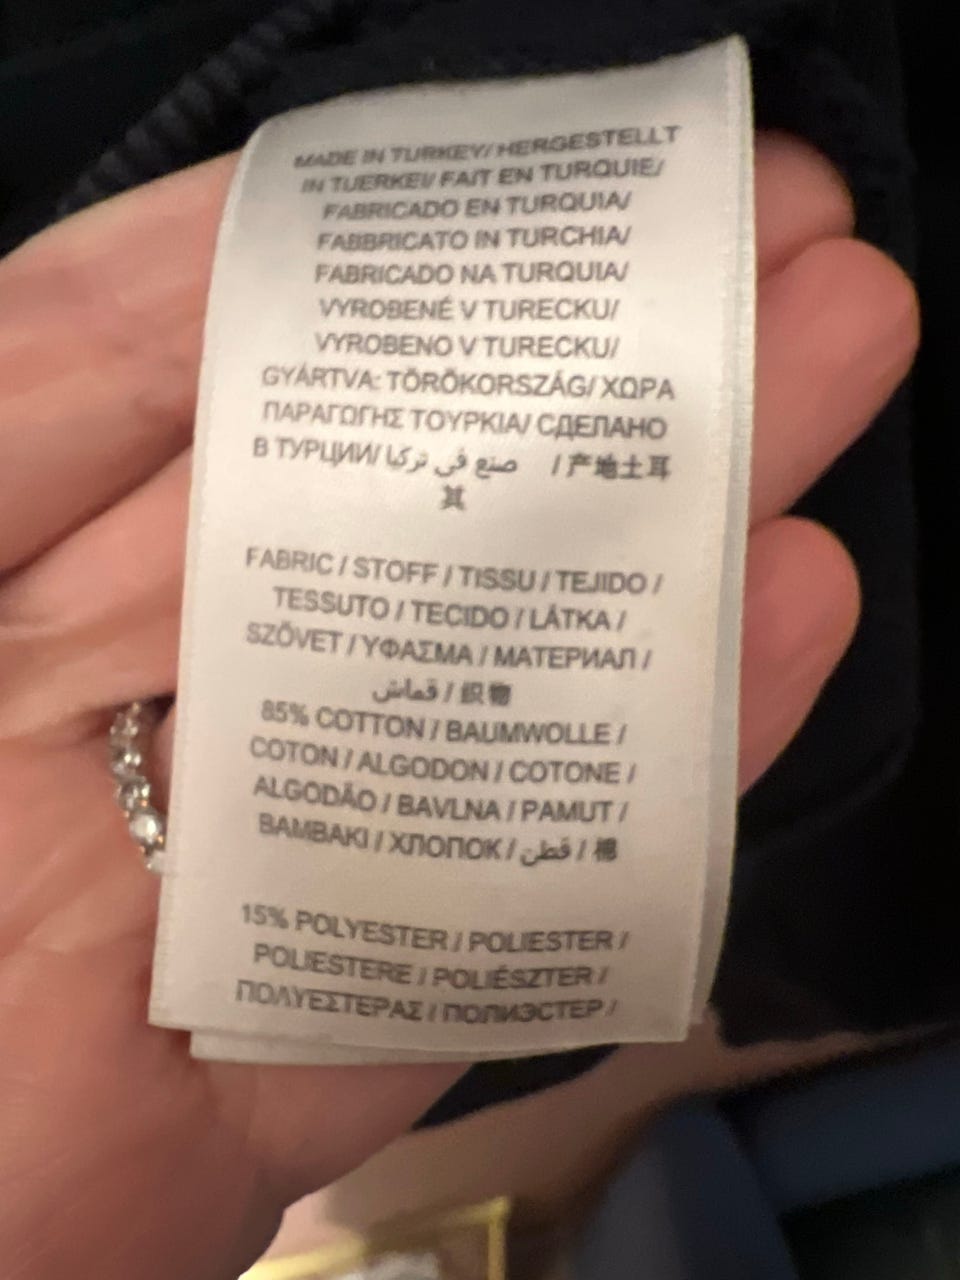 MADE IN TURKEY/ HERGESTELLT
IN TUERKEI/ FAIT EN TURQUIE/
FABRICADO EN TURQUIA/
FABBRICATO IN TURCHIA/
FABRICADO NA TURQUIA/
VYROBENÉ V TURECKU/
VYROBENO V TURECKU/
GYÁRTVA: TÖRÖKORSZÁG/ ΧΩΡΑ
ΠΑΡΑΓΩΓΗΣ ΤΟΥΡΚΙΑ/ СДЕЛАНО
В ТУРЦИИ/ صنع في تركيا / 产地土耳
其
FABRIC / STOFF / TISSU / TEJIDO /
TESSUTO / TECIDO / LÁTKA /
SZÖVET / ΥΦΑΣΜΑ / МАТЕРИАЛ /
قماش / 织物
85% COTTON / BAUMWOLLE /
COTON / ALGODON / COTONE /
ALGODÃO / BAVLNA / PAMUT /
BAMBAKI / ХЛОПОК / قطن / 棉
15% POLYESTER / POLIESTER /
POLIESTERE / POLIÉSZTER /
ΠΟΛΥΕΣΤΕΡΑΣ / ПОЛИЭСТЕР /